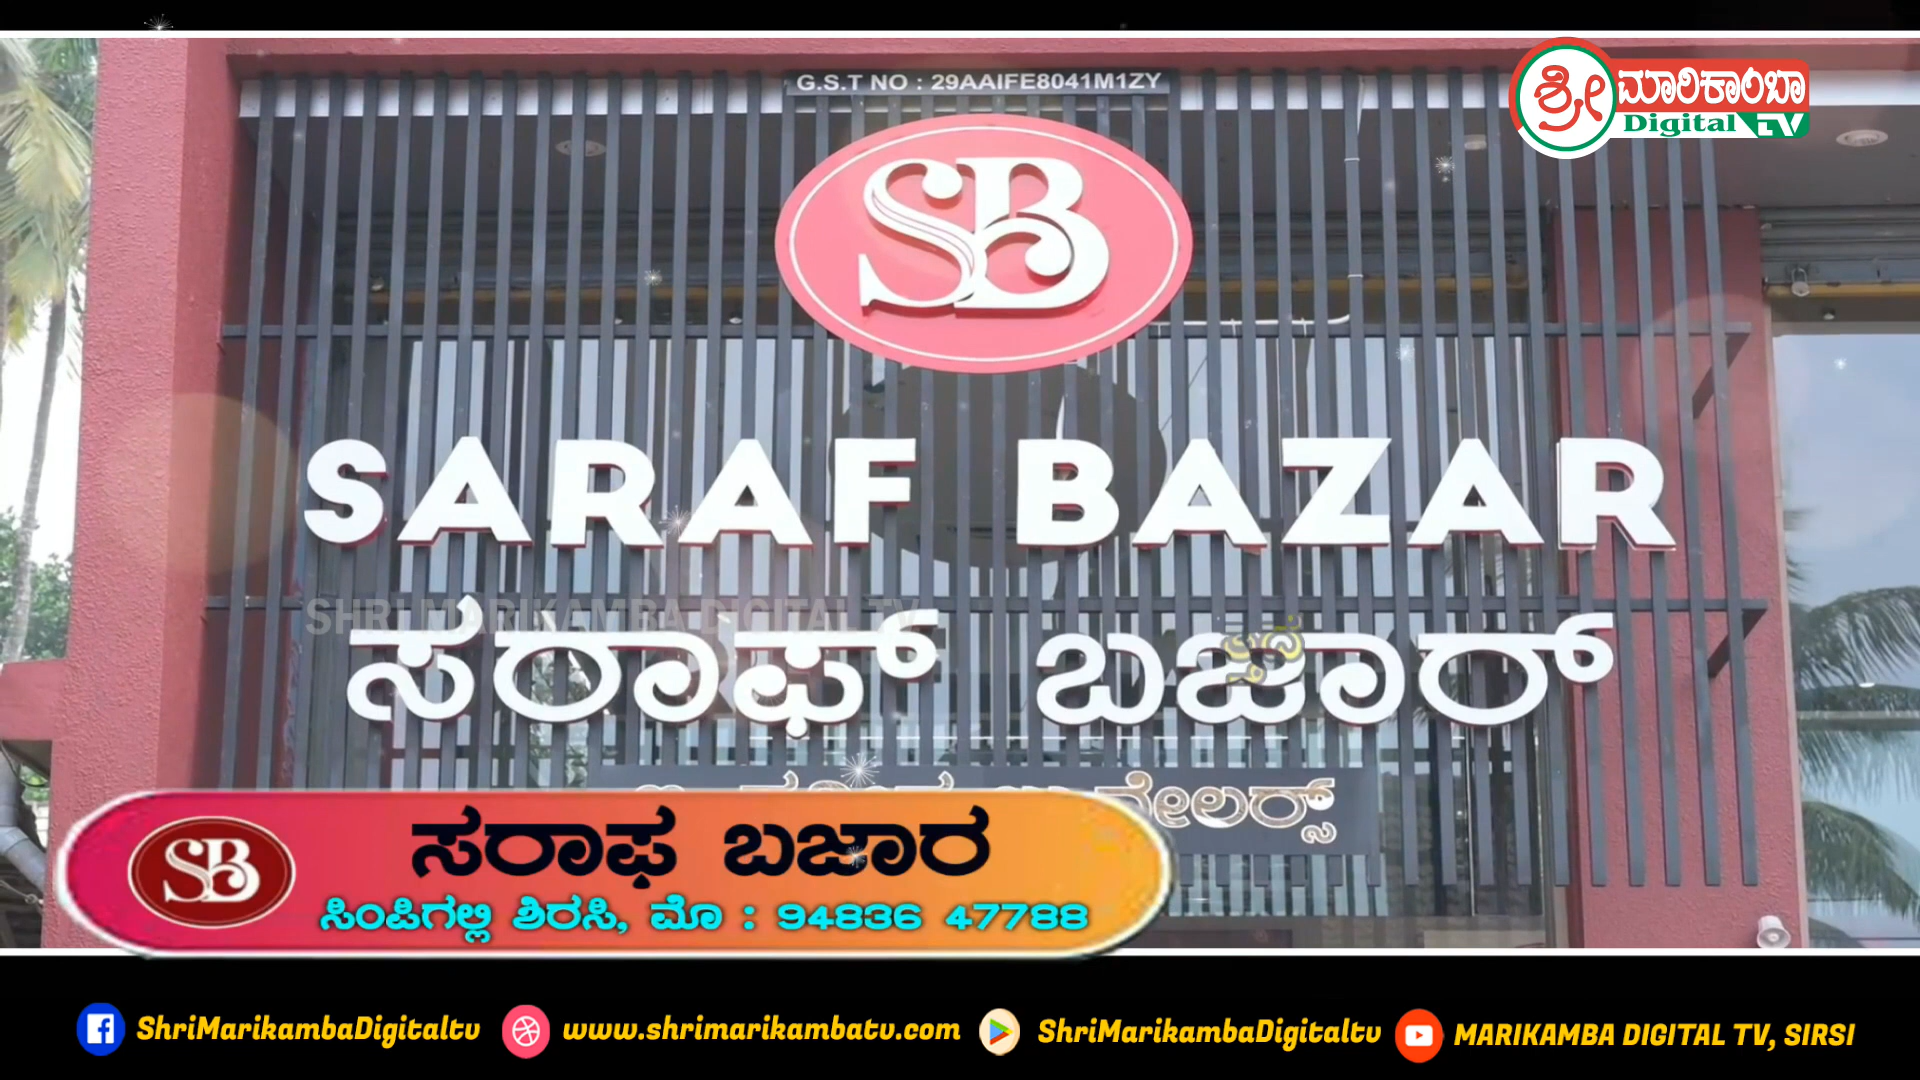 G.S.T NO : 29AAIFE8041M1ZY
ಶ್ರೀ ಮಾರಿಕಾಂಬಾ
Digital TV
SB
SARAF BAZAR
SHRI MARIKAMBA DIGITAL TV
ಸರಾಫ್ ಬಜಾರ್
SB
ಸರಾಫ ಬಜಾರ
ಸಿಂಪಿಗಲ್ಲಿ ಶಿರಸಿ, ಮೊ : 94836 47788
ShriMarikambaDigitaltv
www.shrimarikambatv.com
ShriMarikambaDigitaltv
MARIKAMBA DIGITAL TV, SIRSI